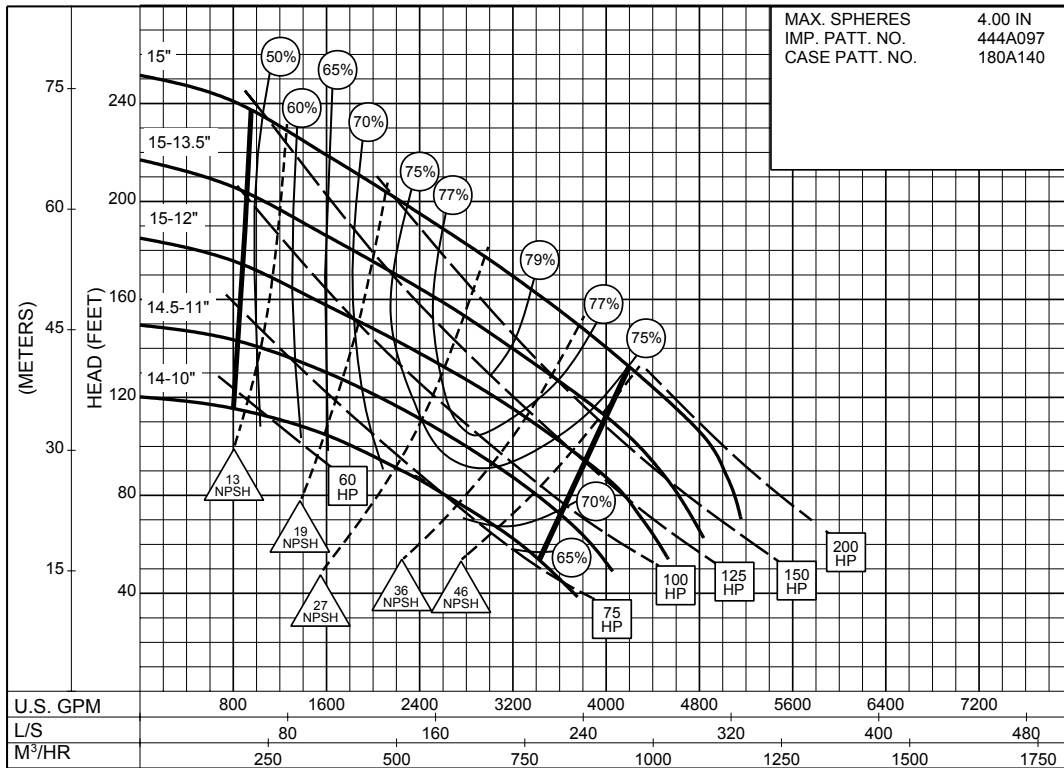 MAX. SPHERES 4.00 IN
IMP. PATT. NO. 444A097
CASE PATT. NO. 180A140
15"
15-13.5"
15-12"
14.5-11"
14-10"
50%
65%
60%
70%
75%
77%
79%
77%
75%
70%
65%
(METERS)
75
60
45
30
15
HEAD (FEET)
240
200
160
120
80
40
13
NPSH
19
NPSH
27
NPSH
36
NPSH
46
NPSH
60
HP
75
HP
100
HP
125
HP
150
HP
200
HP
U.S. GPM 800 1600 2400 3200 4000 4800 5600 6400 7200
L/S 80 160 240 320 400 480
M³/HR 250 500 750 1000 1250 1500 1750